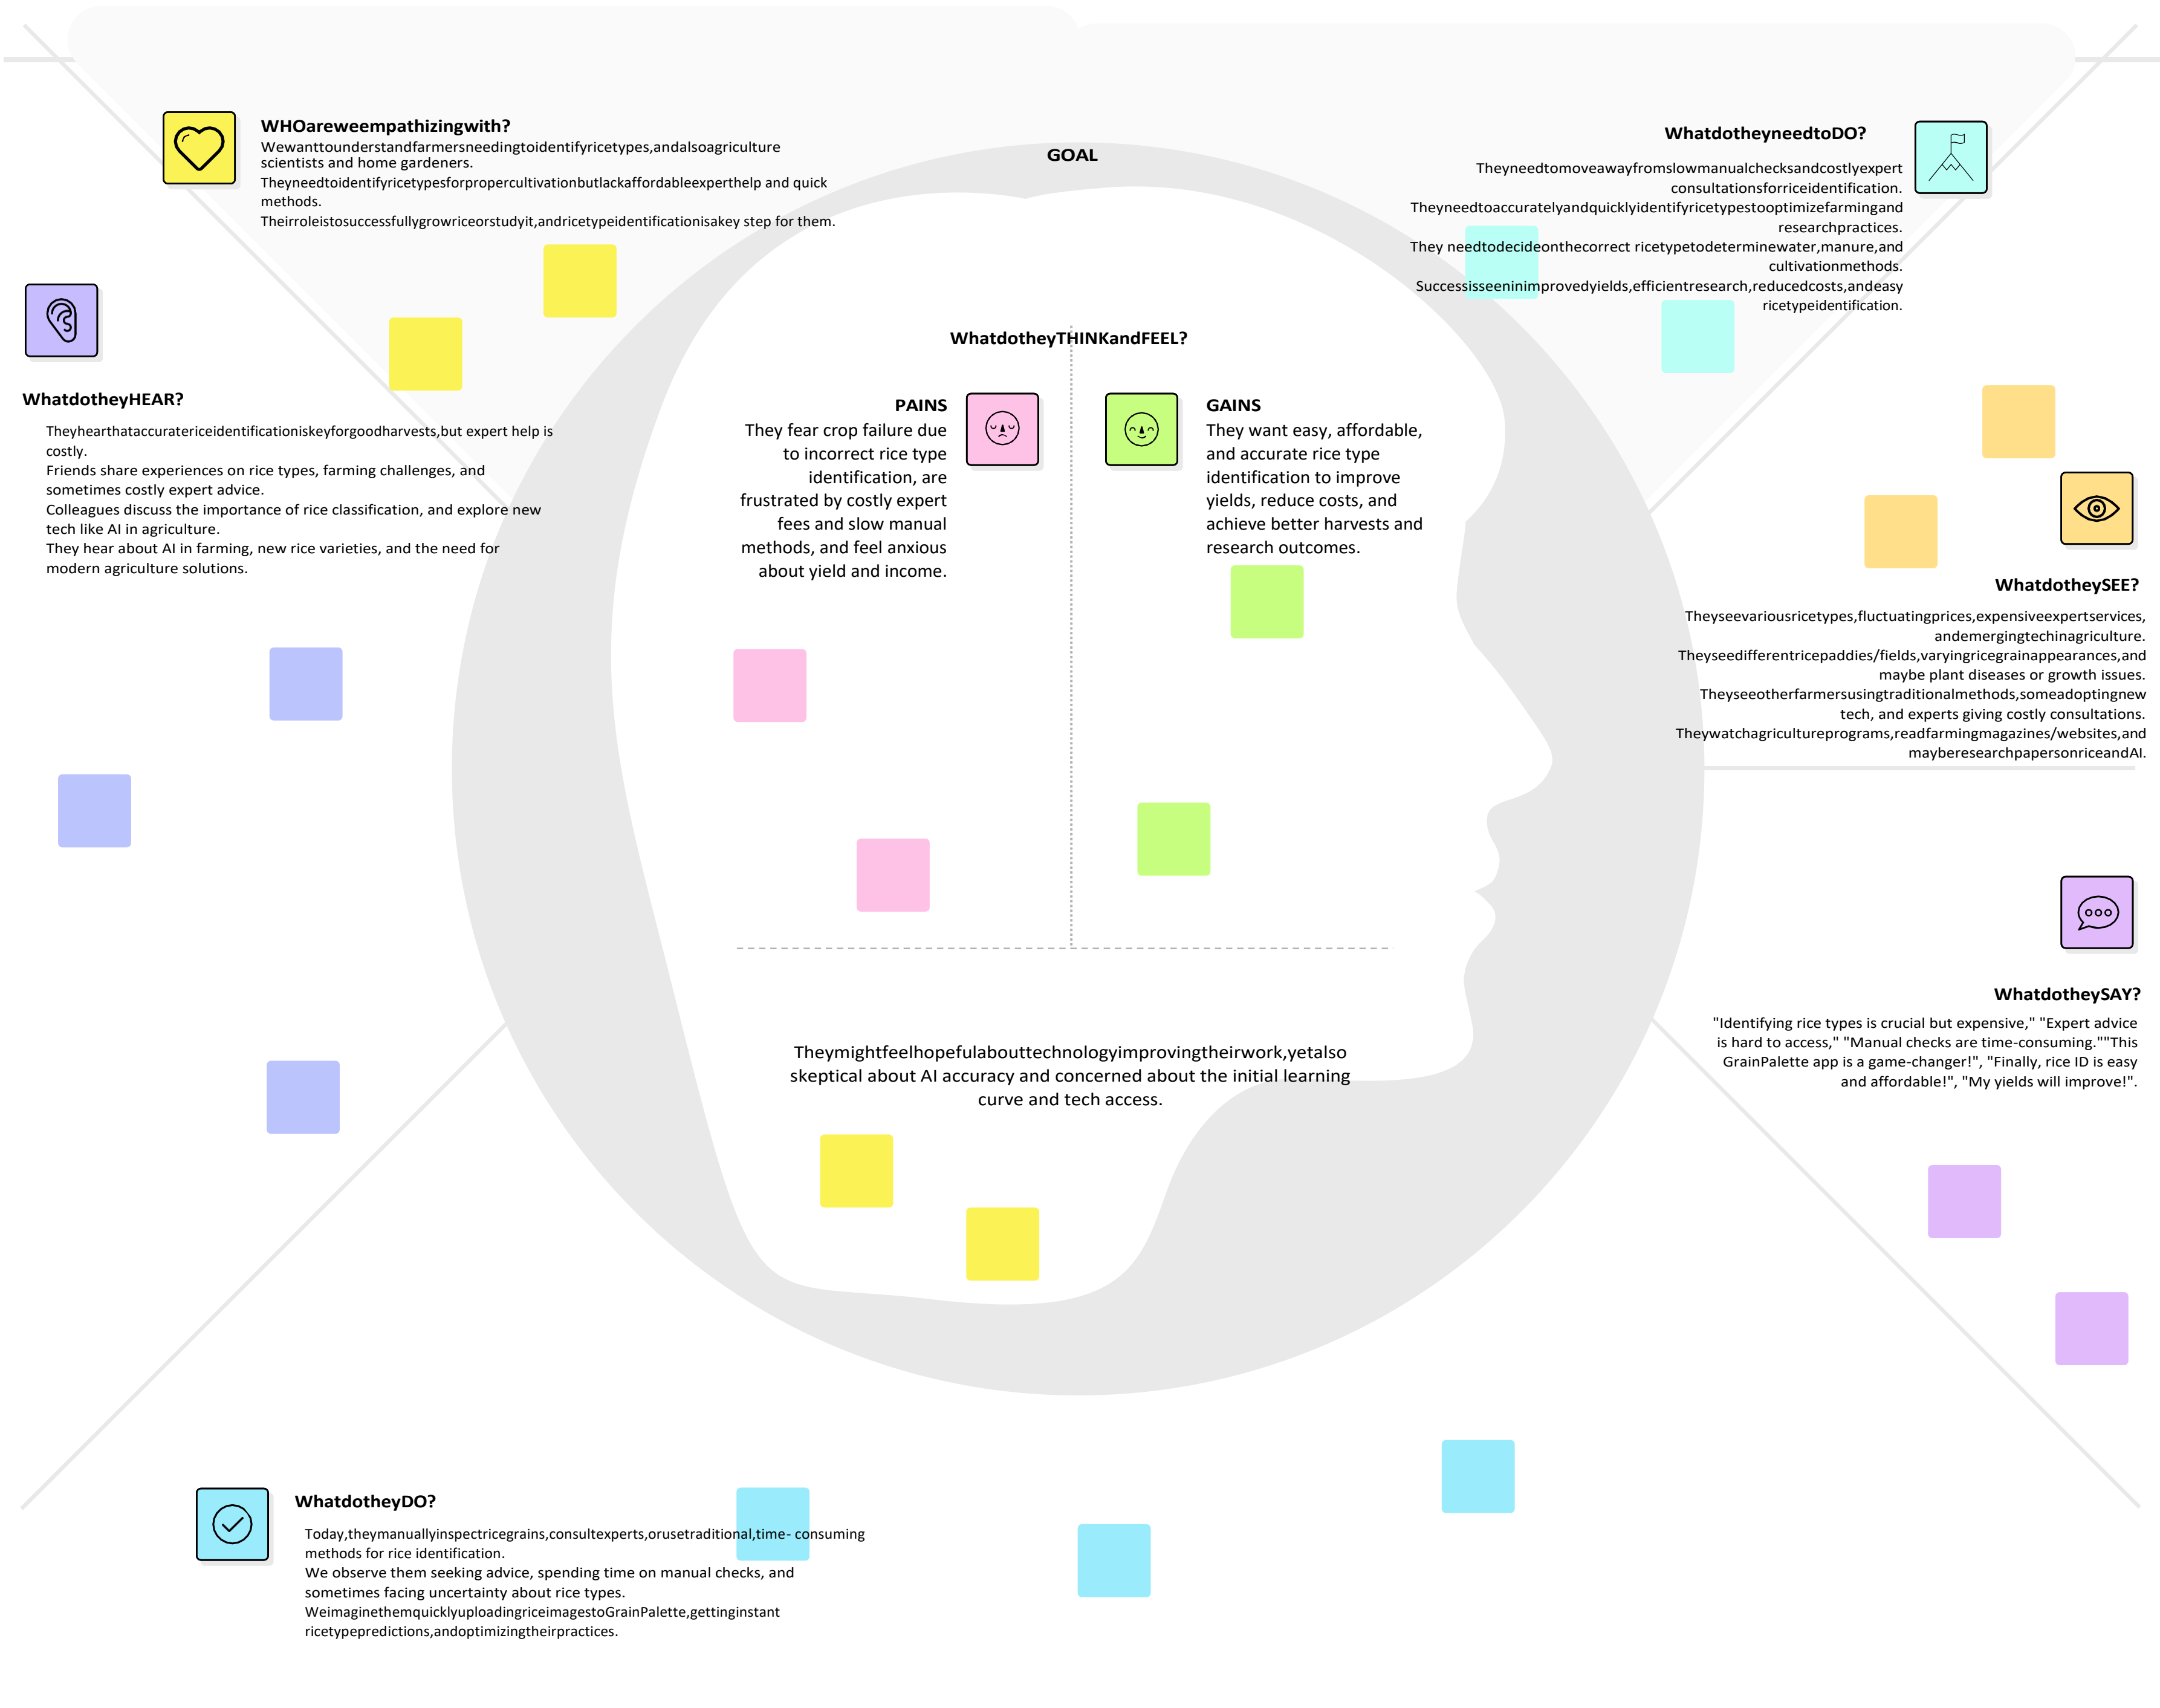 WHOareweempathizingwith?
Wewanttounderstandfarmersneedingtoidentifyricetypes,andalsoagriculture
scientists and home gardeners.
Theyneedtoidentifyricetypesforpropercultivationbutlackaffordableexperthelp and quick
methods.
Theirroleistosuccessfullygrowriceorstudyit,andricetypeidentificationisakey step for them.
GOAL
WhatdotheyneedtoDO?
Theyneedtomoveawayfromslowmanualchecksandcostlyexpert
consultationsforriceidentification.
Theyneedtoaccuratelyandquicklyidentifyricetypestooptimizefarmingand
researchpractices.
They needtodecideonthecorrect ricetypetodeterminewater,manure,and
cultivationmethods.
Successisseeninimprovedyields,efficientresearch,reducedcosts,andeasy
ricetypeidentification.
WhatdotheyHEAR?
Theyhearthataccuratericeidentificationiskeyforgoodharvests,but expert help is
costly.
Friends share experiences on rice types, farming challenges, and
sometimes costly expert advice.
Colleagues discuss the importance of rice classification, and explore new
tech like AI in agriculture.
They hear about AI in farming, new rice varieties, and the need for
modern agriculture solutions.
WhatdotheyTHINKandFEEL?
PAINS
They fear crop failure due
to incorrect rice type
identification, are
frustrated by costly expert
fees and slow manual
methods, and feel anxious
about yield and income.
GAINS
They want easy, affordable,
and accurate rice type
identification to improve
yields, reduce costs, and
achieve better harvests and
research outcomes.
WhatdotheySEE?
Theyseevariousricetypes,fluctuatingprices,expensiveexpertservices,
andemergingtechinagriculture.
Theyseedifferentricepaddies/fields,varyingricegrainappearances,and
maybe plant diseases or growth issues.
Theyseeotherfarmersusingtraditionalmethods,someadoptingnew
tech, and experts giving costly consultations.
Theywatchagricultureprograms,readfarmingmagazines/websites,and
mayberesearchpapersonriceandAI.
WhatdotheySAY?
"Identifying rice types is crucial but expensive," "Expert advice
is hard to access," "Manual checks are time-consuming.""This
GrainPalette app is a game-changer!", "Finally, rice ID is easy
and affordable!", "My yields will improve!".
Theymightfeelhopefulabouttechnologyimprovingtheirwork,yetalso
skeptical about AI accuracy and concerned about the initial learning
curve and tech access.
WhatdotheyDO?
Today,theymanuallyinspectricegrains,consultexperts,orusetraditional,time- consuming
methods for rice identification.
We observe them seeking advice, spending time on manual checks, and
sometimes facing uncertainty about rice types.
WeimaginethemquicklyuploadingriceimagestoGrainPalette,gettinginstant
ricetypepredictions,andoptimizingtheirpractices.